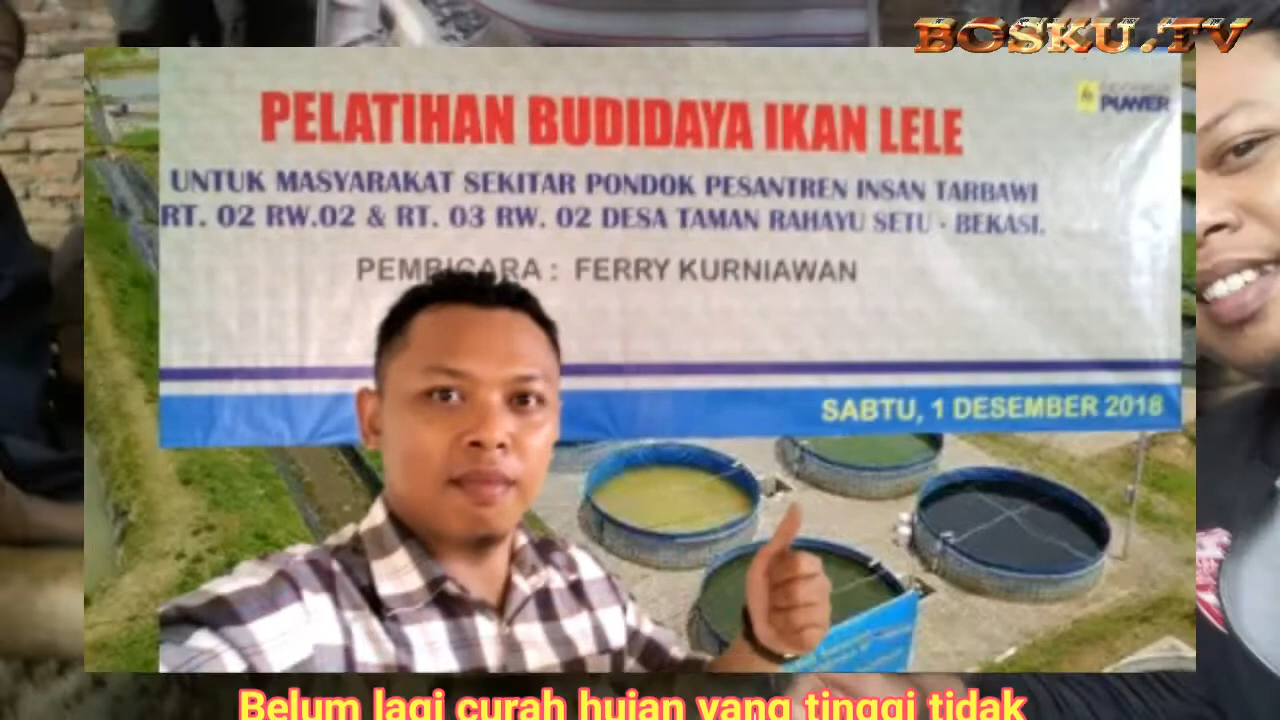 BOSKU.TV
PELATIHAN BUDIDAYA IKAN LELE
POWER
UNTUK MASYARAKAT SEKITAR PONDOK PESANTREN INSAN TARBAWI
RT. 02 RW.02 & RT. 03 RW. 02 DESA TAMAN RAHAYU SETU - BEKASI.
PEMBICARA : FERRY KURNIAWAN
SABTU, 1 DESEMBER 2018
Belum lagi curah hujan yang tinggi tidak